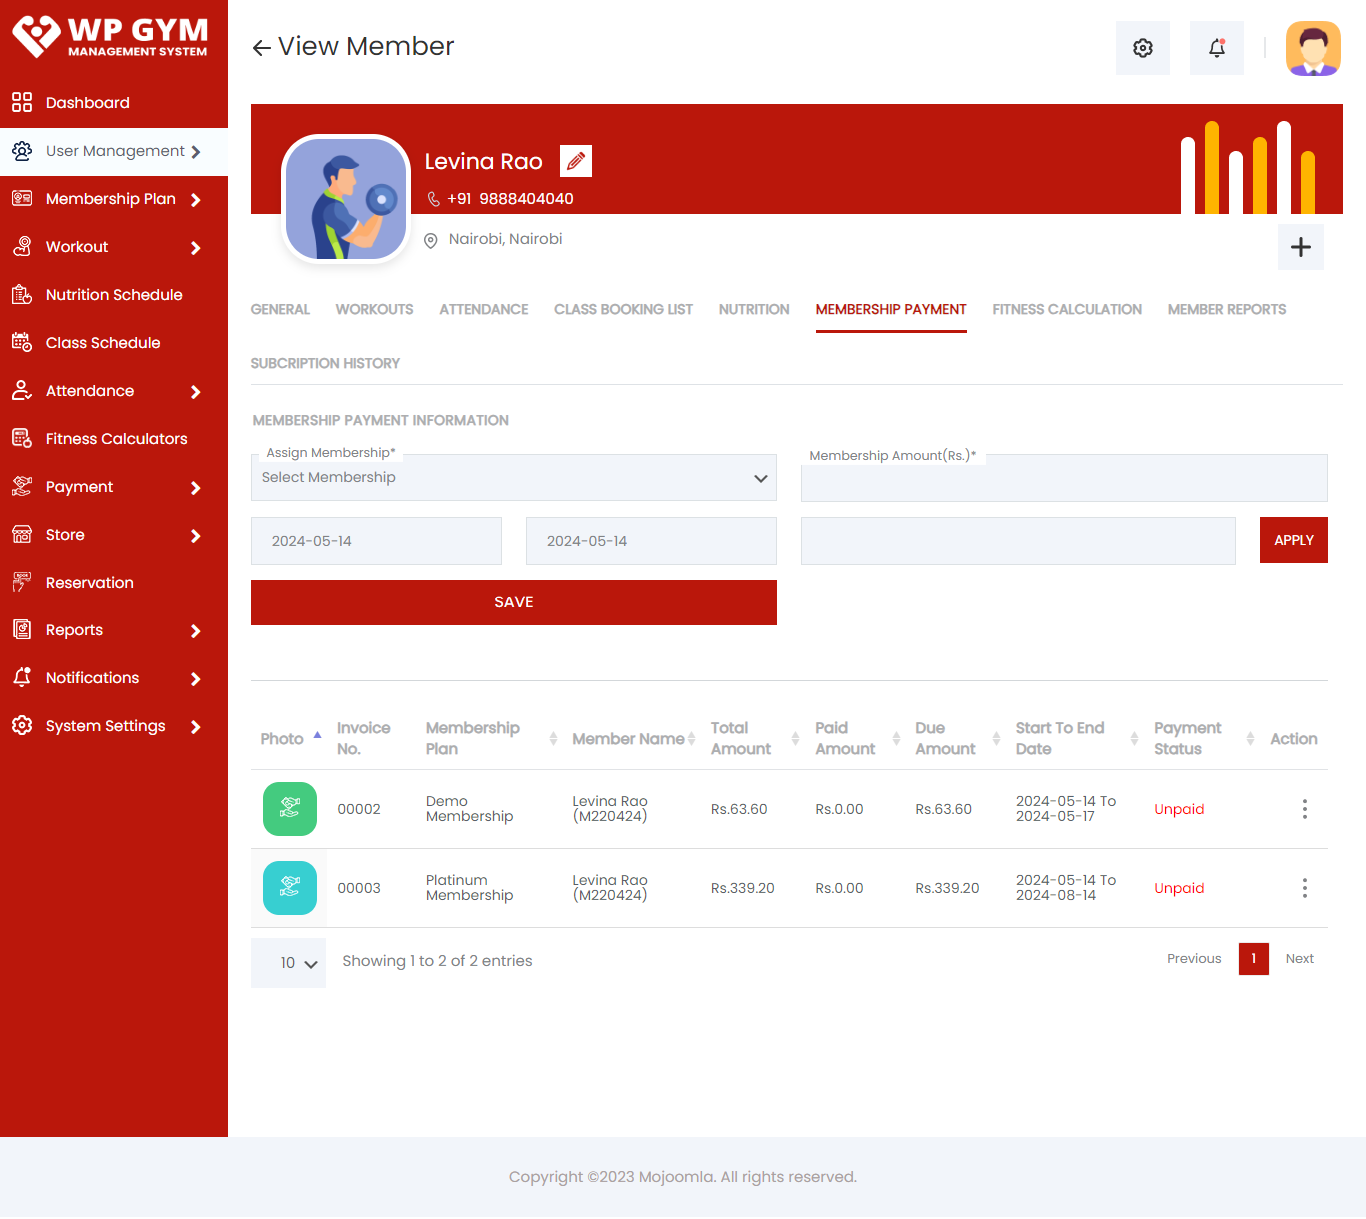 WP GYM
MANAGEMENT SYSTEM
Dashboard
User Management
Membership Plan
Workout
Nutrition Schedule
Class Schedule
Attendance
Fitness Calculators
Payment
Store
Reservation
Reports
Notifications
System Settings
View Member
Levina Rao
+91 9888404040
Nairobi, Nairobi
GENERAL WORKOUTS ATTENDANCE CLASS BOOKING LIST NUTRITION MEMBERSHIP PAYMENT FITNESS CALCULATION MEMBER REPORTS
SUBCRIPTION HISTORY
MEMBERSHIP PAYMENT INFORMATION
Assign Membership* Membership Amount(Rs.)*
Select Membership
2024-05-14 2024-05-14 APPLY
SAVE
Photo Invoice No. Membership Plan Member Name Total Amount Paid Amount Due Amount Start To End Date Payment Status Action
00002 Demo Membership Levina Rao (M220424) Rs.63.60 Rs.0.00 Rs.63.60 2024-05-14 To 2024-05-17 Unpaid
00003 Platinum Membership Levina Rao (M220424) Rs.339.20 Rs.0.00 Rs.339.20 2024-05-14 To 2024-08-14 Unpaid
10 Showing 1 to 2 of 2 entries Previous 1 Next
Copyright ©2023 Mojoomla. All rights reserved.